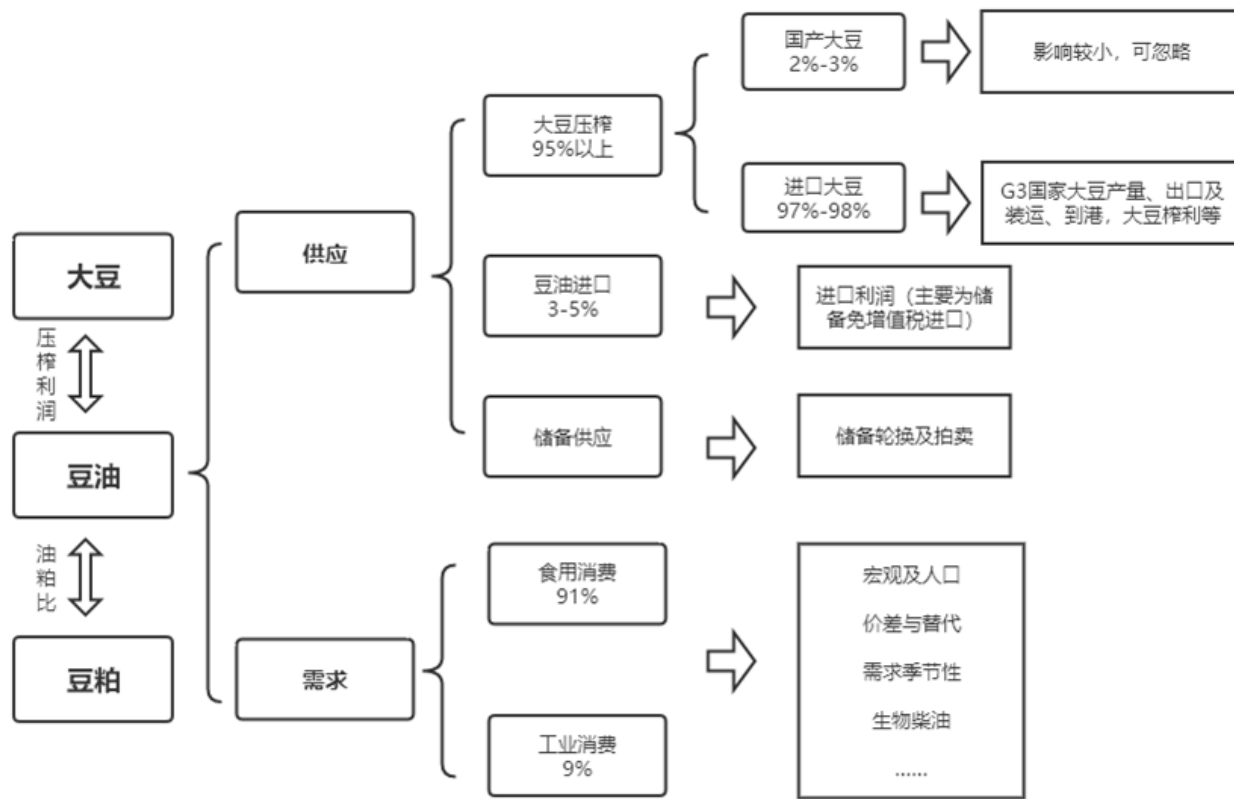 大豆
压
榨
利
润
豆油
油
粕
比
豆粕
供应
需求
大豆压榨
95%以上
豆油进口
3-5%
储备供应
食用消费
91%
工业消费
9%
国产大豆
2%-3%
进口大豆
97%-98%
影响较小，可忽略
G3国家大豆产量、出口及
装运、到港，大豆榨利等
进口利润（主要为储
备免增值税进口）
储备轮换及拍卖
宏观及人口
价差与替代
需求季节性
生物柴油
......